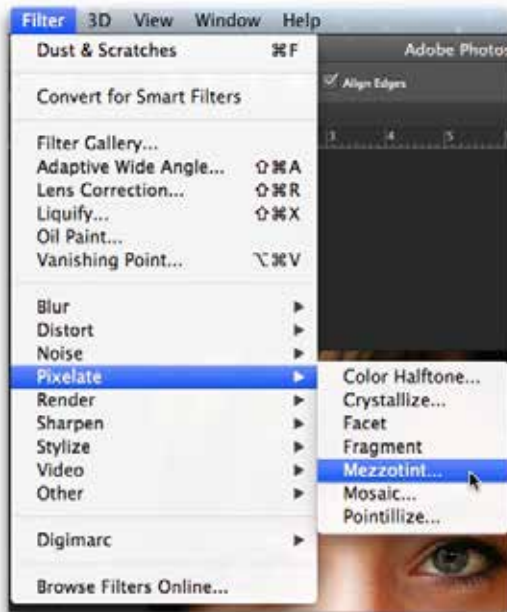 Filter 3D View Window Help
Adobe Photos
Align Edges
3 4 5
Dust & Scratches ⌘F
Convert for Smart Filters
Filter Gallery...
Adaptive Wide Angle... ⇧⌘A
Lens Correction... ⇧⌘R
Liquify... ⇧⌘X
Oil Paint...
Vanishing Point... ⌥⌘V
Blur
Distort
Noise
Pixelate
Render
Sharpen
Stylize
Video
Other
Digimarc
Browse Filters Online...
Color Halftone...
Crystallize...
Facet
Fragment
Mezzotint...
Mosaic...
Pointillize...